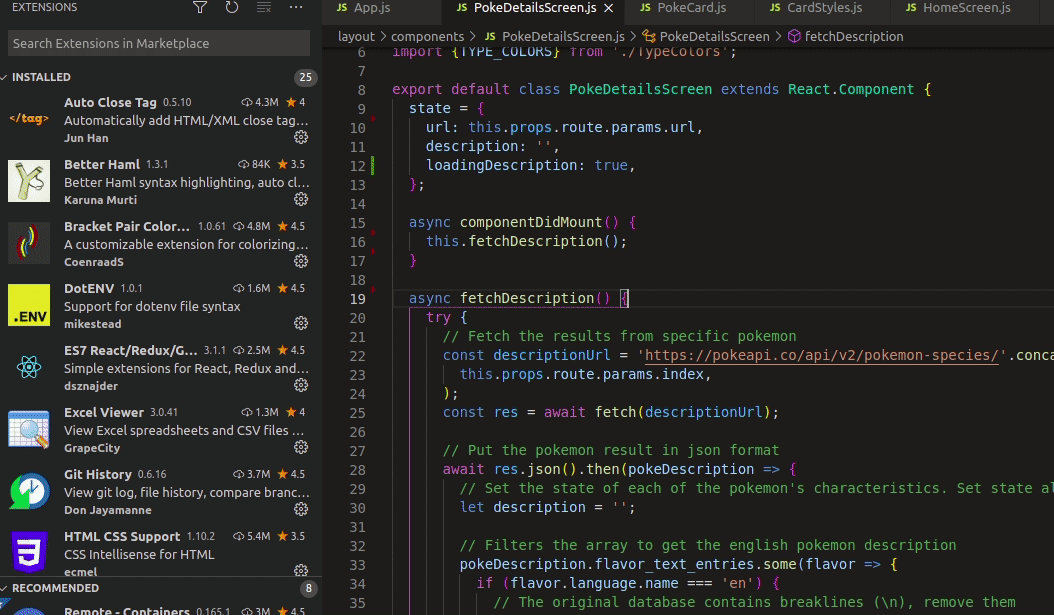 EXTENSIONS
Search Extensions in Marketplace
INSTALLED 25
</tag>
Auto Close Tag 0.5.10 4.3M 4
Automatically add HTML/XML close tag...
Jun Han
Better Haml 1.3.1 84K 3.5
Better Haml syntax highlighting, auto cl...
Karuna Murti
Bracket Pair Color... 1.0.61 4.8M 4.5
A customizable extension for colorizing...
CoenraadS
.ENV
DotENV 1.0.1 1.6M 4.5
Support for dotenv file syntax
mikestead
ES7 React/Redux/G... 3.1.1 2.5M 4.5
Simple extensions for React, Redux and...
dsznajder
Excel Viewer 3.0.41 1.3M 4
View Excel spreadsheets and CSV files ...
GrapeCity
Git History 0.6.16 3.7M 4.5
View git log, file history, compare branc...
Don Jayamanne
HTML CSS Support 1.10.2 5.4M 3.5
CSS Intellisense for HTML
ecmel
RECOMMENDED 8
Remote - Containers 0.165.1 3M 4.5
JS App.js JS PokeDetailsScreen.js × JS PokeCard.js JS CardStyles.js JS HomeScreen.js
layout > components > JS PokeDetailsScreen.js > PokeDetailsScreen > fetchDescription
6 import {TYPE_COLORS} from './TypeColors';
7
8 export default class PokeDetailsScreen extends React.Component {
9 state = {
10 url: this.props.route.params.url,
11 description: '',
12 loadingDescription: true,
13 };
14
15 async componentDidMount() {
16 this.fetchDescription();
17 }
18
19 async fetchDescription() {
20 try {
21 // Fetch the results from specific pokemon
22 const descriptionUrl = 'https://pokeapi.co/api/v2/pokemon-species/'.conca
23 this.props.route.params.index,
24 );
25 const res = await fetch(descriptionUrl);
26
27 // Put the pokemon result in json format
28 await res.json().then(pokeDescription => {
29 // Set the state of each of the pokemon's characteristics. Set state al
30 let description = '';
31
32 // Filters the array to get the english pokemon description
33 pokeDescription.flavor_text_entries.some(flavor => {
34 if (flavor.language.name === 'en') {
35 // The original database contains breaklines (\n), remove them